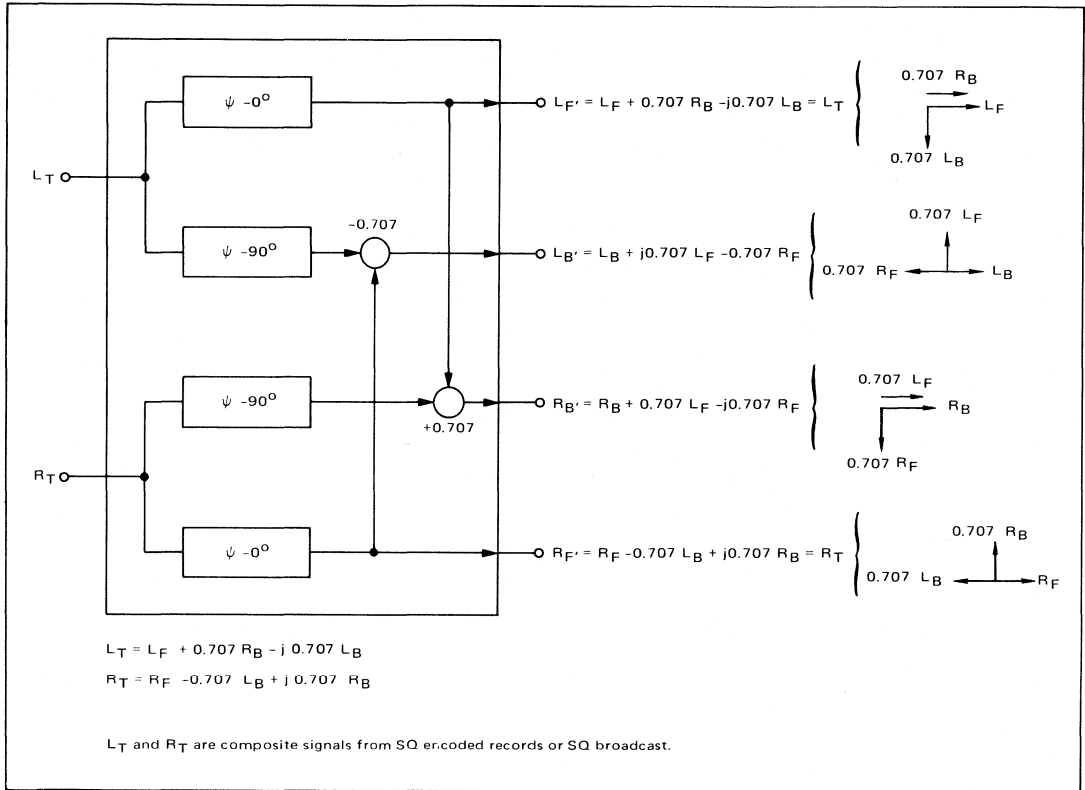 ψ -0°
L_F' = L_F + 0.707 R_B -j0.707 L_B = L_T
0.707 R_B
L_F
0.707 L_B
L_T
-0.707
ψ -90°
L_B' = L_B + j0.707 L_F -0.707 R_F
0.707 L_F
0.707 R_F
L_B
ψ -90°
+0.707
R_B' = R_B + 0.707 L_F -j0.707 R_F
0.707 L_F
R_B
0.707 R_F
R_T
ψ -0°
R_F' = R_F -0.707 L_B + j0.707 R_B = R_T
0.707 R_B
0.707 L_B
R_F
L_T = L_F + 0.707 R_B - j 0.707 L_B
R_T = R_F -0.707 L_B + j 0.707 R_B
L_T and R_T are composite signals from SQ encoded records or SQ broadcast.